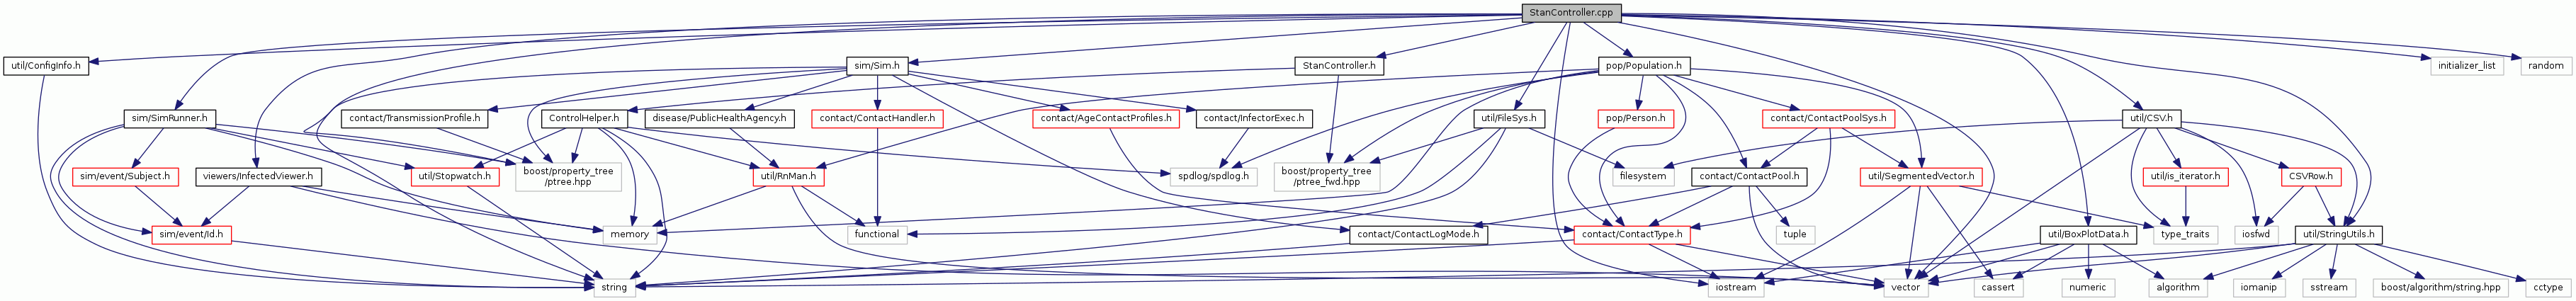 StanController.cpp
util/ConfigInfo.h
sim/Sim.h
StanController.h
pop/Population.h
initializer_list
random
sim/SimRunner.h
contact/TransmissionProfile.h
ControlHelper.h
disease/PublicHealthAgency.h
contact/ContactHandler.h
contact/AgeContactProfiles.h
contact/InfectorExec.h
util/FileSys.h
pop/Person.h
contact/ContactPoolSys.h
util/CSV.h
sim/event/Subject.h
viewers/InfectedViewer.h
util/Stopwatch.h
boost/property_tree
/ptree.hpp
util/RnMan.h
spdlog/spdlog.h
boost/property_tree
/ptree_fwd.hpp
filesystem
contact/ContactPool.h
util/SegmentedVector.h
util/is_iterator.h
CSVRow.h
sim/event/Id.h
memory
functional
contact/ContactLogMode.h
contact/ContactType.h
tuple
util/BoxPlotData.h
type_traits
iosfwd
util/StringUtils.h
string
iostream
vector
cassert
numeric
algorithm
iomanip
sstream
boost/algorithm/string.hpp
cctype